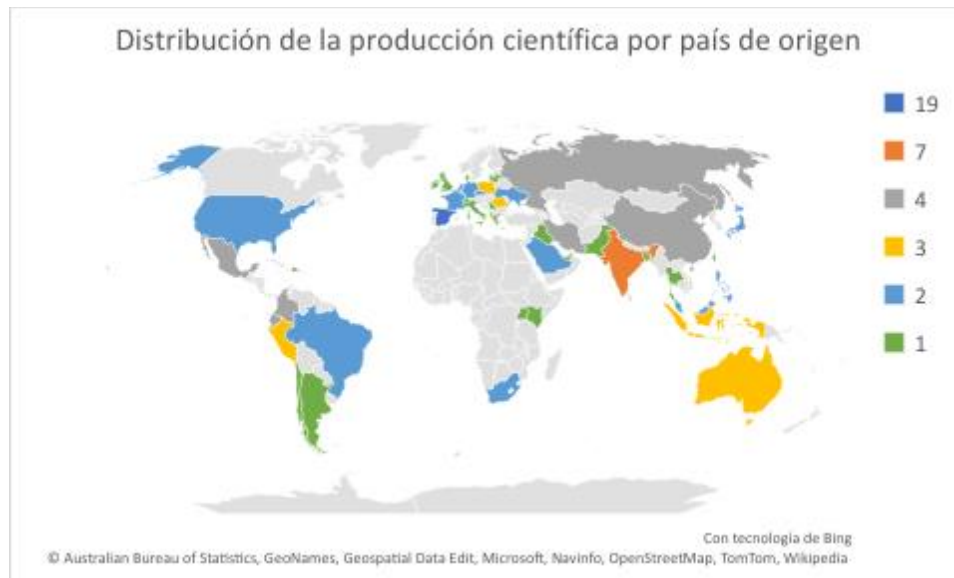 Distribución de la producción científica por país de origen
19
7
4
3
2
1
Con tecnología de Bing
© Australian Bureau of Statistics, GeoNames, Geospatial Data Edit, Microsoft, Navinfo, OpenStreetMap, TomTom, Wikipedia